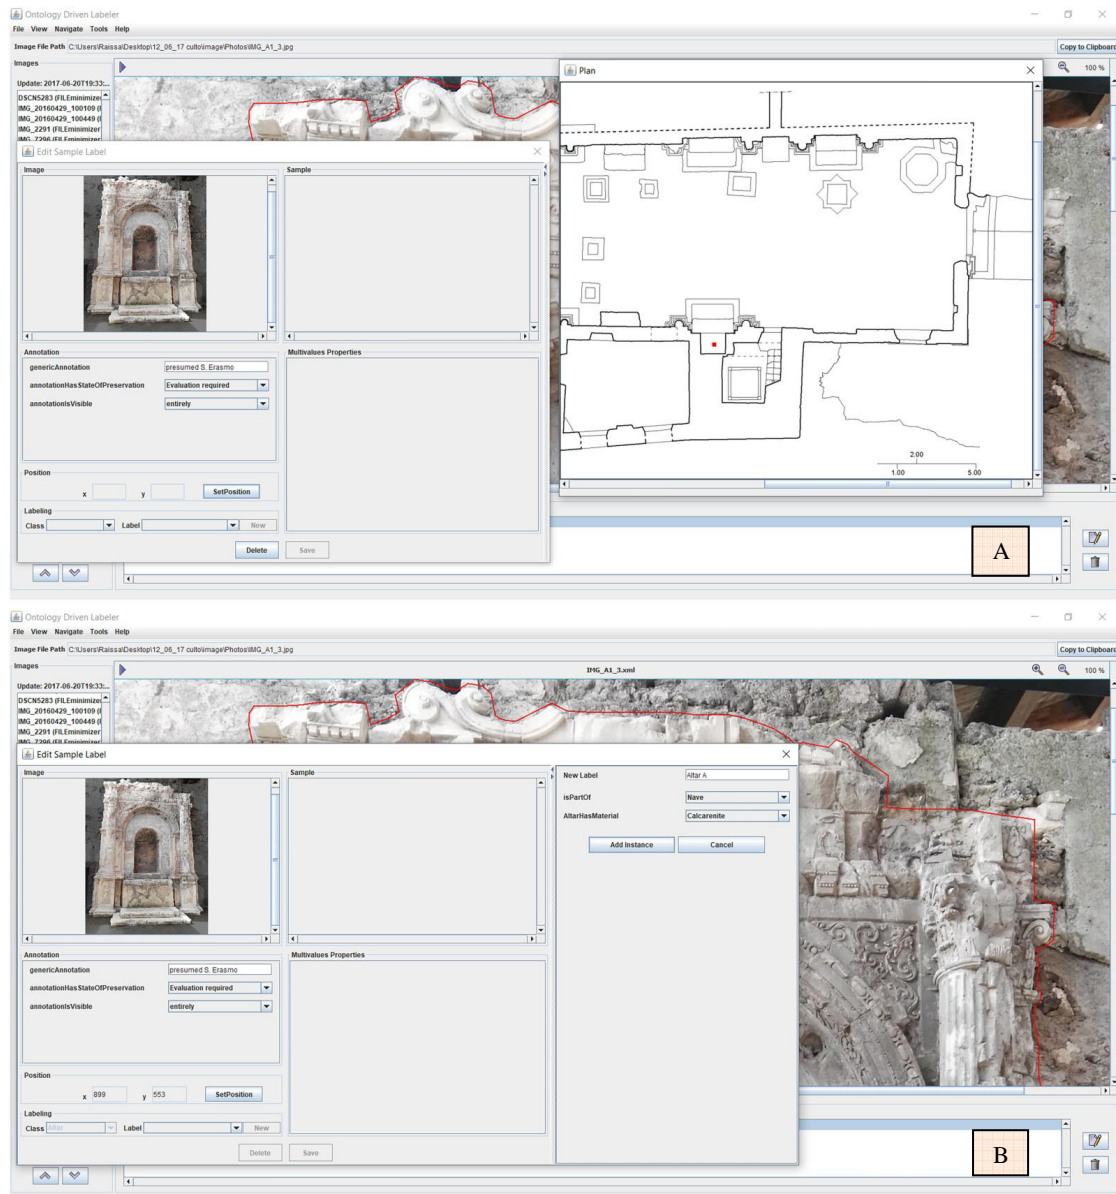 Ontology Driven Labeler
File View Navigate Tools Help
Image File Path C:\Users\Raissa\Desktop\12_06_17 culto\image\Photos\IMG_A1_3.jpg Copy to Clipboard
Images
100 %
Update: 2017-06-20T19:33:...
DSCN5283 (FILEminimizer
IMG_20160429_100109 (I
IMG_20160429_100449 (I
IMG_2291 (FILEminimizer
IMG_7296 (FILEminimizer
Plan
2.00
1.00 5.00
Edit Sample Label
Image Sample
Annotation Multivalues Properties
genericAnnotation presumed S. Erasmo
annotationHasStateOfPreservation Evaluation required
annotationIsVisible entirely
Position
x y SetPosition
Labeling
Class Label New
Delete Save
A
Ontology Driven Labeler
File View Navigate Tools Help
Image File Path C:\Users\Raissa\Desktop\12_06_17 culto\image\Photos\IMG_A1_3.jpg Copy to Clipboard
Images
IMG_A1_3.xml 100 %
Update: 2017-06-20T19:33:...
DSCN5283 (FILEminimizer
IMG_20160429_100109 (I
IMG_20160429_100449 (I
IMG_2291 (FILEminimizer
IMG_7296 (FILEminimizer
Edit Sample Label
Image Sample
New Label Altar A
isPartOf Nave
AltarHasMaterial Calcarenite
Add Instance Cancel
Annotation Multivalues Properties
genericAnnotation presumed S. Erasmo
annotationHasStateOfPreservation Evaluation required
annotationIsVisible entirely
Position
x 899 y 553 SetPosition
Labeling
Class Altar Label New
Delete Save
B